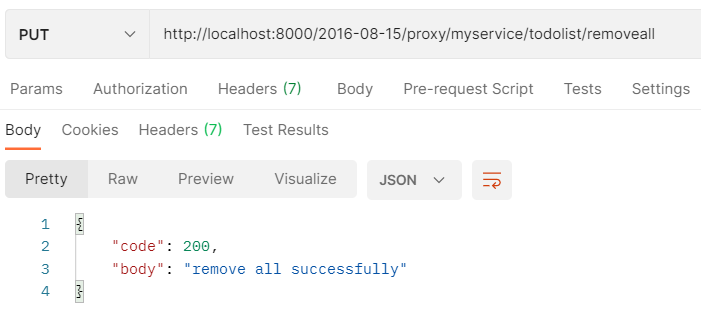 PUT http://localhost:8000/2016-08-15/proxy/myservice/todolist/removeall
Params Authorization Headers (7) Body Pre-request Script Tests Settings
Body Cookies Headers (7) Test Results
Pretty Raw Preview Visualize JSON
1 {
2 "code": 200,
3 "body": "remove all successfully"
4 }